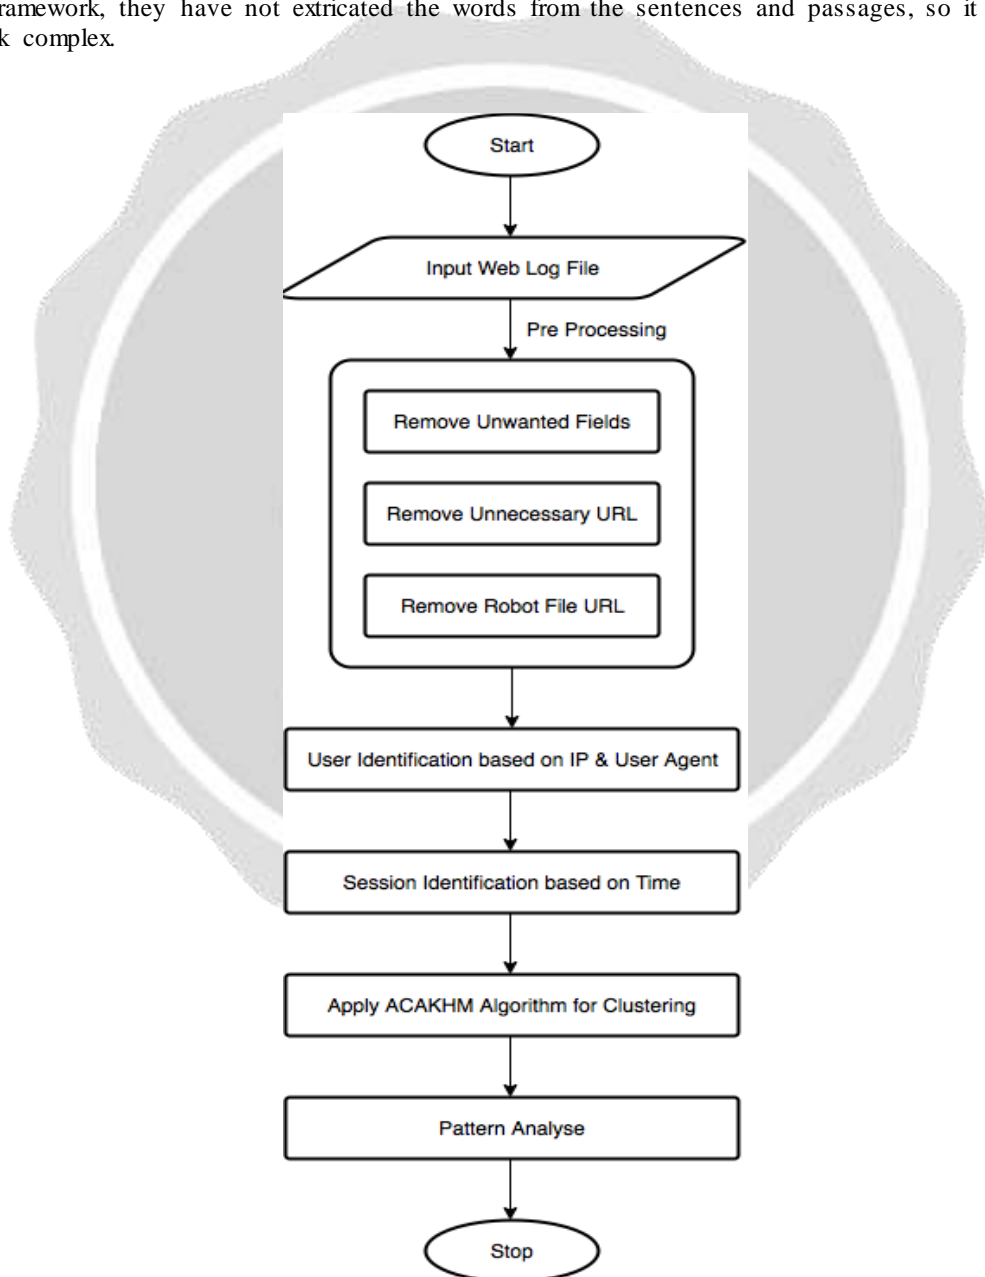 ramework, they have not extricated the words from the sentences and passages, so it
k complex.
Start
Input Web Log File
Pre Processing
Remove Unwanted Fields
Remove Unnecessary URL
Remove Robot File URL
User Identification based on IP & User Agent
Session Identification based on Time
Apply ACAKHM Algorithm for Clustering
Pattern Analyse
Stop